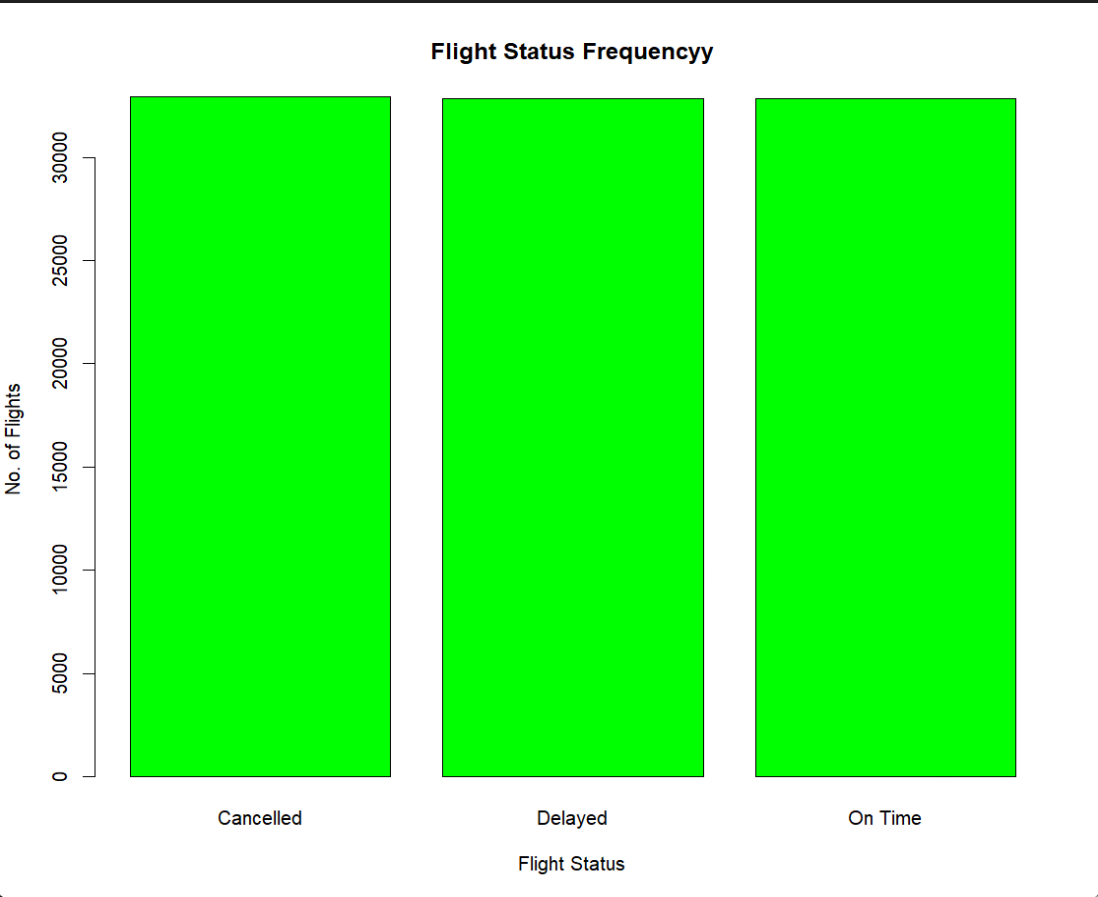 Flight Status Frequencyy
30000
25000
20000
15000
10000
5000
0
No. of Flights
Cancelled
Delayed
On Time
Flight Status